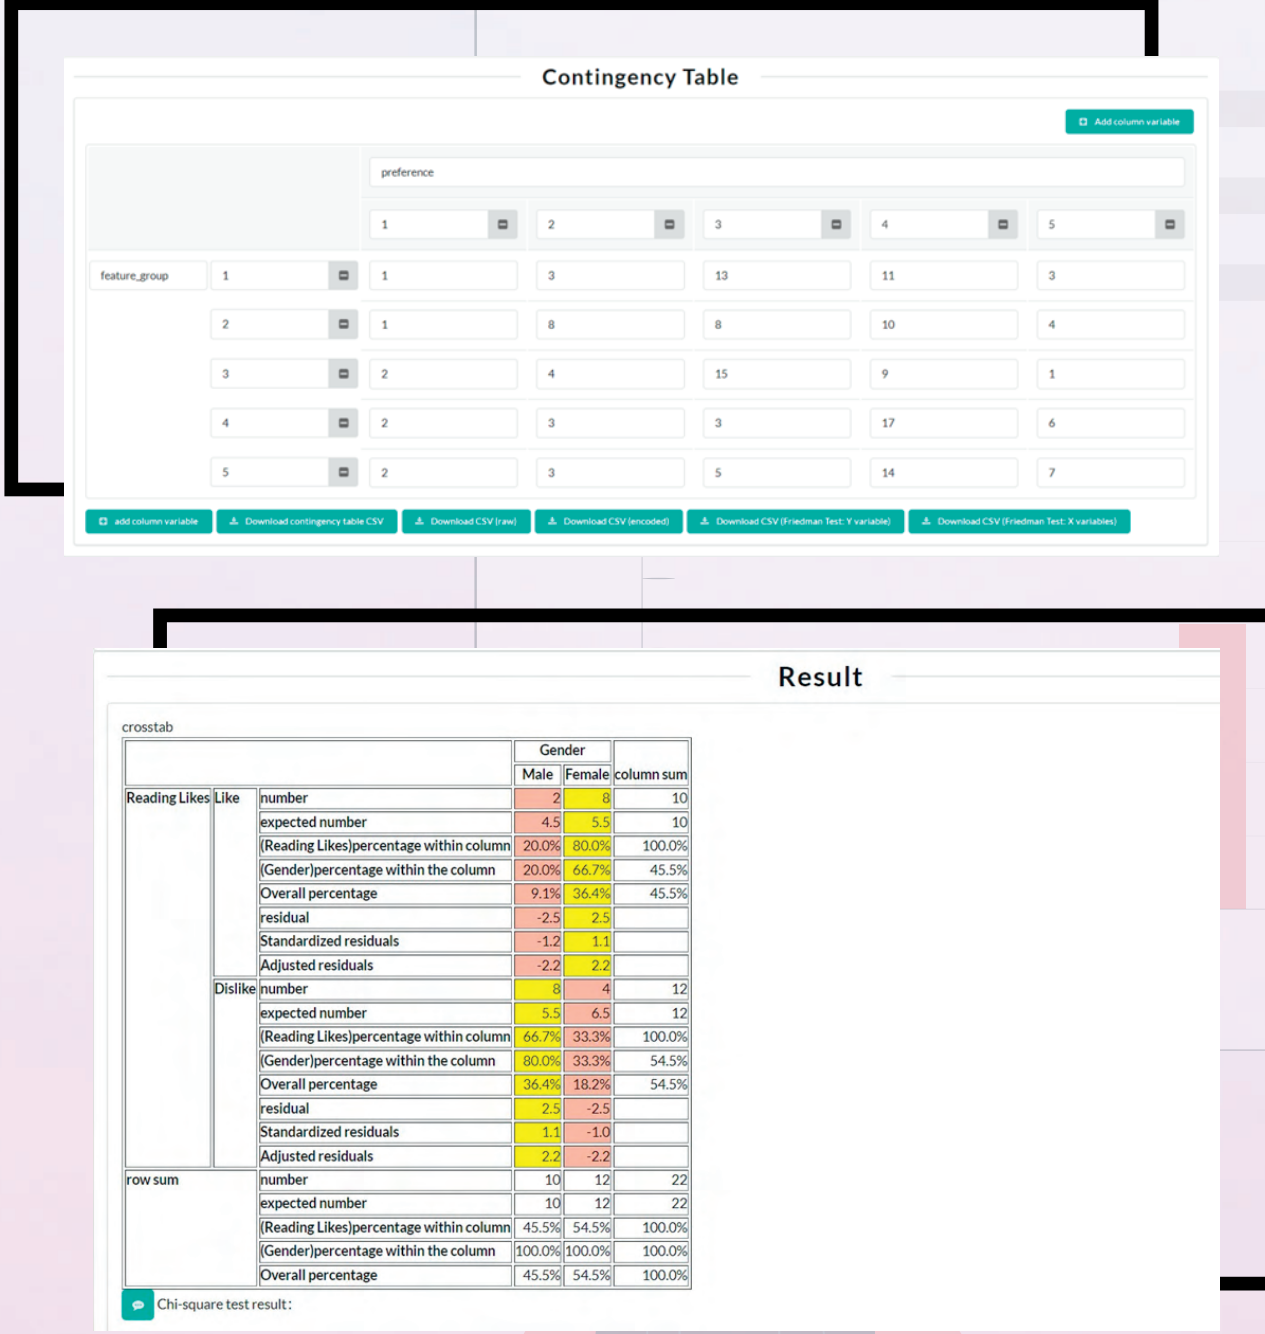 Contingency Table
Add column variable
preference
1 2 3 4 5
feature_group 1 1 3 13 11 3
2 1 8 8 10 4
3 2 4 15 9 1
4 2 3 3 17 6
5 2 3 5 14 7
add column variable Download contingency table CSV Download CSV (raw) Download CSV (encoded) Download CSV (Friedman Test: Y variable) Download CSV (Friedman Test: X variables)
Result
crosstab
Gender
Male Female column sum
Reading Likes Like number 2 8 10
expected number 4.5 5.5 10
(Reading Likes)percentage within column 20.0% 80.0% 100.0%
(Gender)percentage within the column 20.0% 66.7% 45.5%
Overall percentage 9.1% 36.4% 45.5%
residual -2.5 2.5
Standardized residuals -1.2 1.1
Adjusted residuals -2.2 2.2
Dislike number 8 4 12
expected number 5.5 6.5 12
(Reading Likes)percentage within column 66.7% 33.3% 100.0%
(Gender)percentage within the column 80.0% 33.3% 54.5%
Overall percentage 36.4% 18.2% 54.5%
residual 2.5 -2.5
Standardized residuals 1.1 -1.0
Adjusted residuals 2.2 -2.2
row sum number 10 12 22
expected number 10 12 22
(Reading Likes)percentage within column 45.5% 54.5% 100.0%
(Gender)percentage within the column 100.0% 100.0% 100.0%
Overall percentage 45.5% 54.5% 100.0%
Chi-square test result：